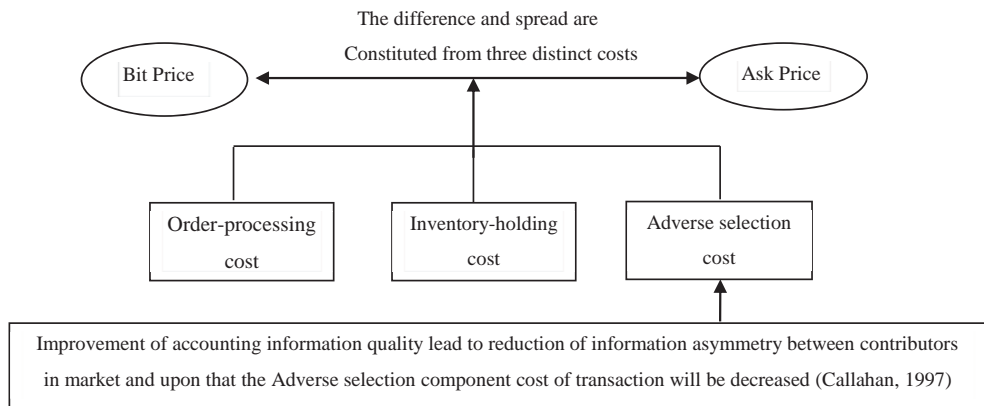 The difference and spread are
Constituted from three distinct costs
Bit Price
Ask Price
Order-processing
cost
Inventory-holding
cost
Adverse selection
cost
Improvement of accounting information quality lead to reduction of information asymmetry between contributors
in market and upon that the Adverse selection component cost of transaction will be decreased (Callahan, 1997)